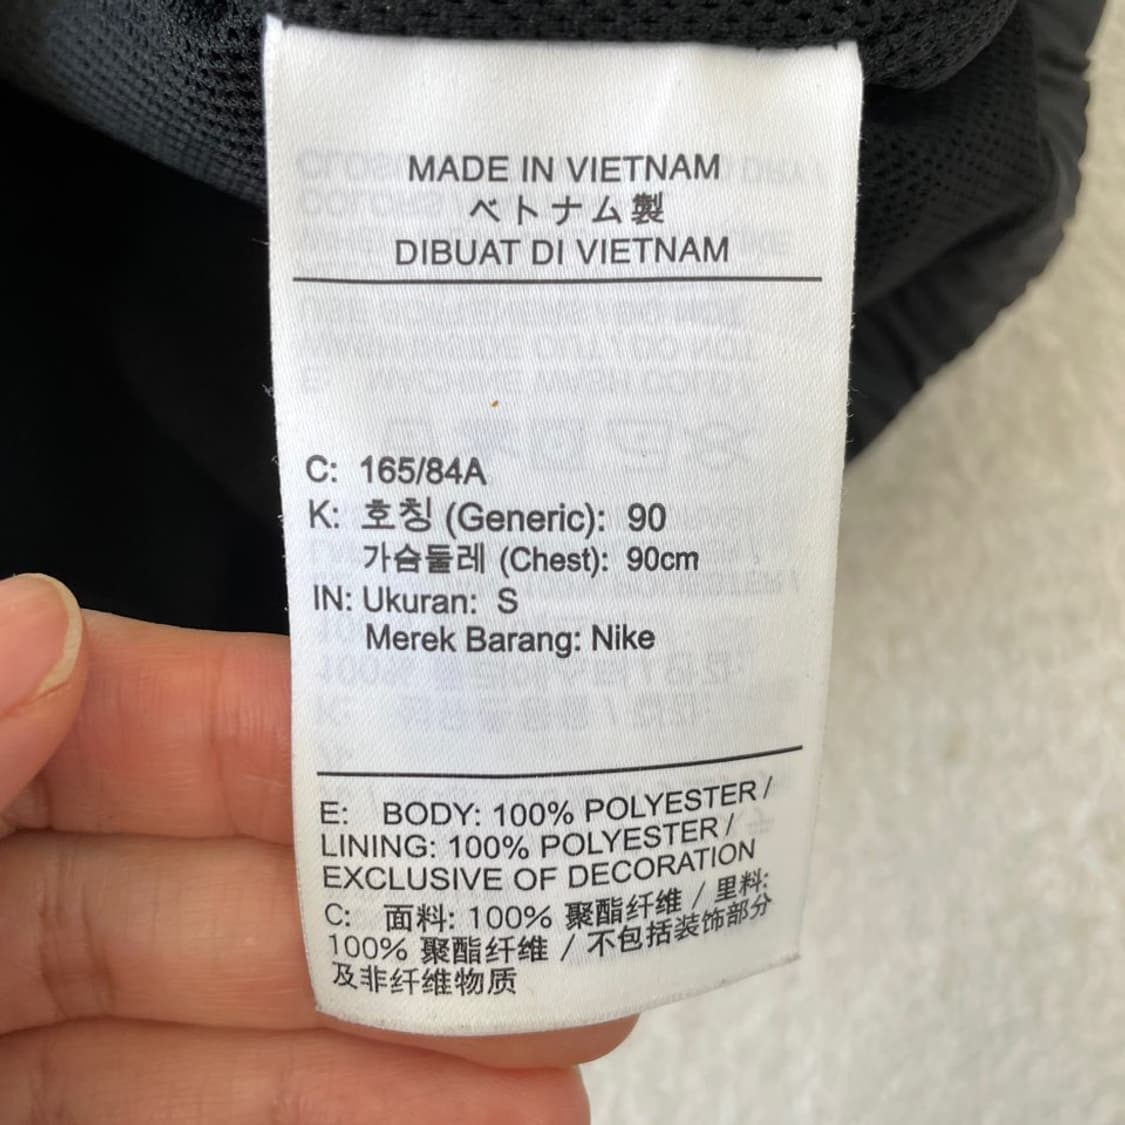 MADE IN VIETNAM
ベトナム製
DIBUAT DI VIETNAM
C: 165/84A
K: 호칭 (Generic): 90
가슴둘레 (Chest): 90cm
IN: Ukuran: S
Merek Barang: Nike
E: BODY: 100% POLYESTER /
LINING: 100% POLYESTER /
EXCLUSIVE OF DECORATION
C: 面料: 100% 聚酯纤维 / 里料:
100% 聚酯纤维 / 不包括装饰部分
及非纤维物质